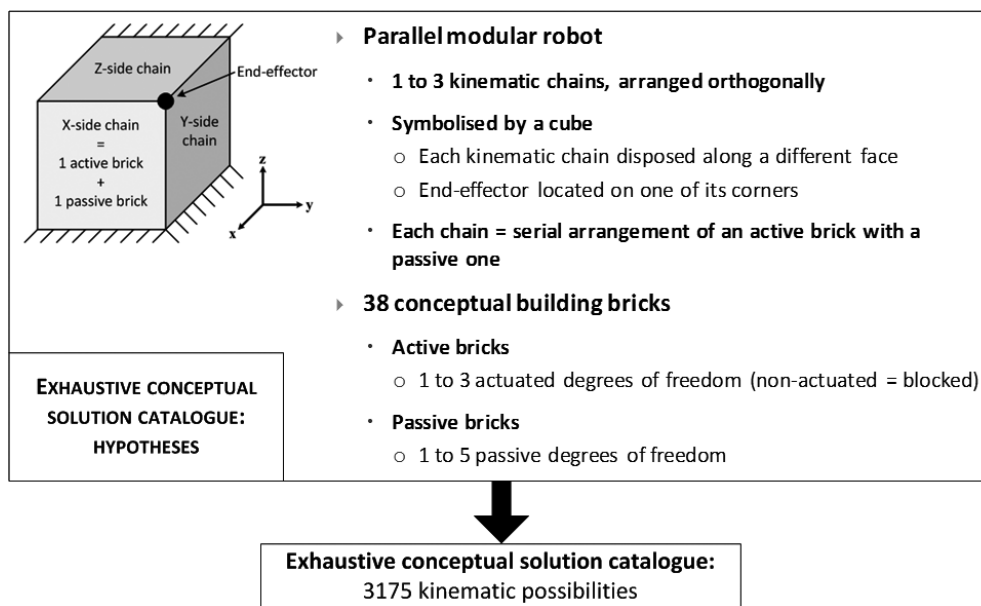 Z-side chain
End-effector
X-side chain
=
1 active brick
+
1 passive brick
Y-side
chain
z
y
x
Parallel modular robot
1 to 3 kinematic chains, arranged orthogonally
Symbolised by a cube
Each kinematic chain disposed along a different face
End-effector located on one of its corners
Each chain = serial arrangement of an active brick with a
passive one
38 conceptual building bricks
Active bricks
1 to 3 actuated degrees of freedom (non-actuated = blocked)
Passive bricks
1 to 5 passive degrees of freedom
EXHAUSTIVE CONCEPTUAL
SOLUTION CATALOGUE:
HYPOTHESES
Exhaustive conceptual solution catalogue:
3175 kinematic possibilities